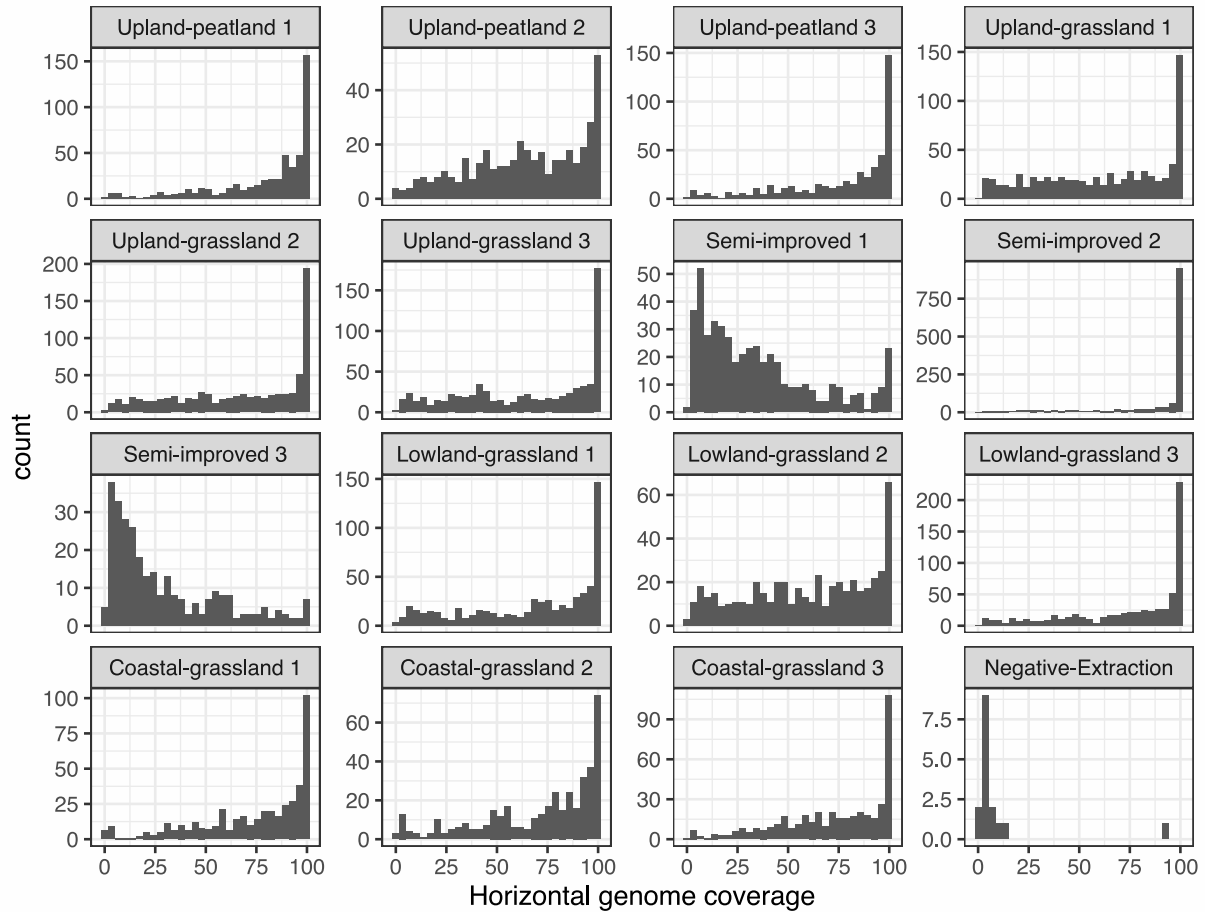 Upland-peatland 1 Upland-peatland 2 Upland-peatland 3 Upland-grassland 1
150 100 50 0
40 20 0
150 100 50 0
150 100 50 0
Upland-grassland 2 Upland-grassland 3 Semi-improved 1 Semi-improved 2
200 150 100 50 0
150 100 50 0
50 40 30 20 10 0
750 500 250 0
count
Semi-improved 3 Lowland-grassland 1 Lowland-grassland 2 Lowland-grassland 3
30 20 10 0
150 100 50 0
60 40 20 0
200 150 100 50 0
Coastal-grassland 1 Coastal-grassland 2 Coastal-grassland 3 Negative-Extraction
100 75 50 25 0
60 40 20 0
90 60 30 0
7.5 5.0 2.5 0.0
0 25 50 75 100 0 25 50 75 100 0 25 50 75 100 0 25 50 75 100
Horizontal genome coverage